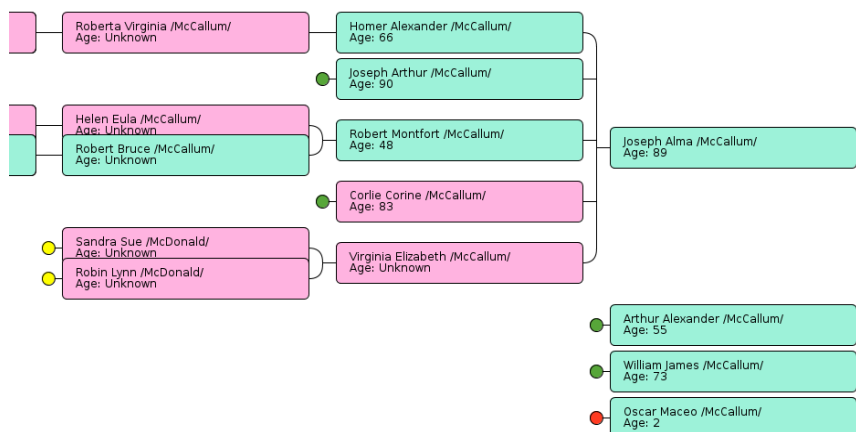 Roberta Virginia /McCallum/
Age: Unknown
Homer Alexander /McCallum/
Age: 66
Joseph Arthur /McCallum/
Age: 90
Helen Eula /McCallum/
Age: Unknown
Robert Bruce /McCallum/
Age: Unknown
Robert Montfort /McCallum/
Age: 48
Joseph Alma /McCallum/
Age: 89
Corlie Corine /McCallum/
Age: 83
Sandra Sue /McDonald/
Age: Unknown
Robin Lynn /McDonald/
Age: Unknown
Virginia Elizabeth /McCallum/
Age: Unknown
Arthur Alexander /McCallum/
Age: 55
William James /McCallum/
Age: 73
Oscar Maceo /McCallum/
Age: 2